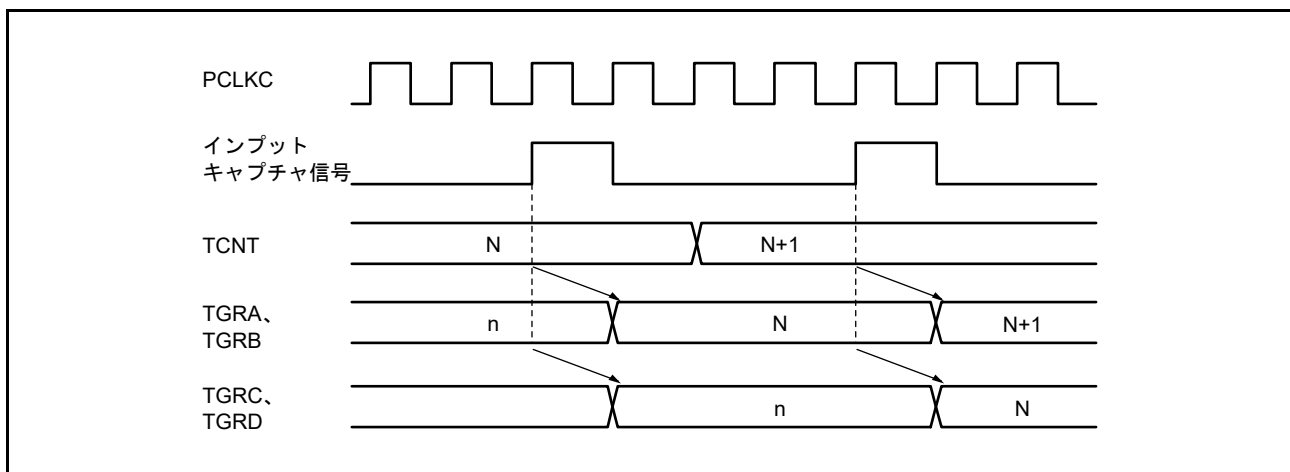 PCLKC
インプット
キャプチャ信号
TCNT
N
N+1
TGRA、
TGRB
n
N
N+1
TGRC、
TGRD
n
N